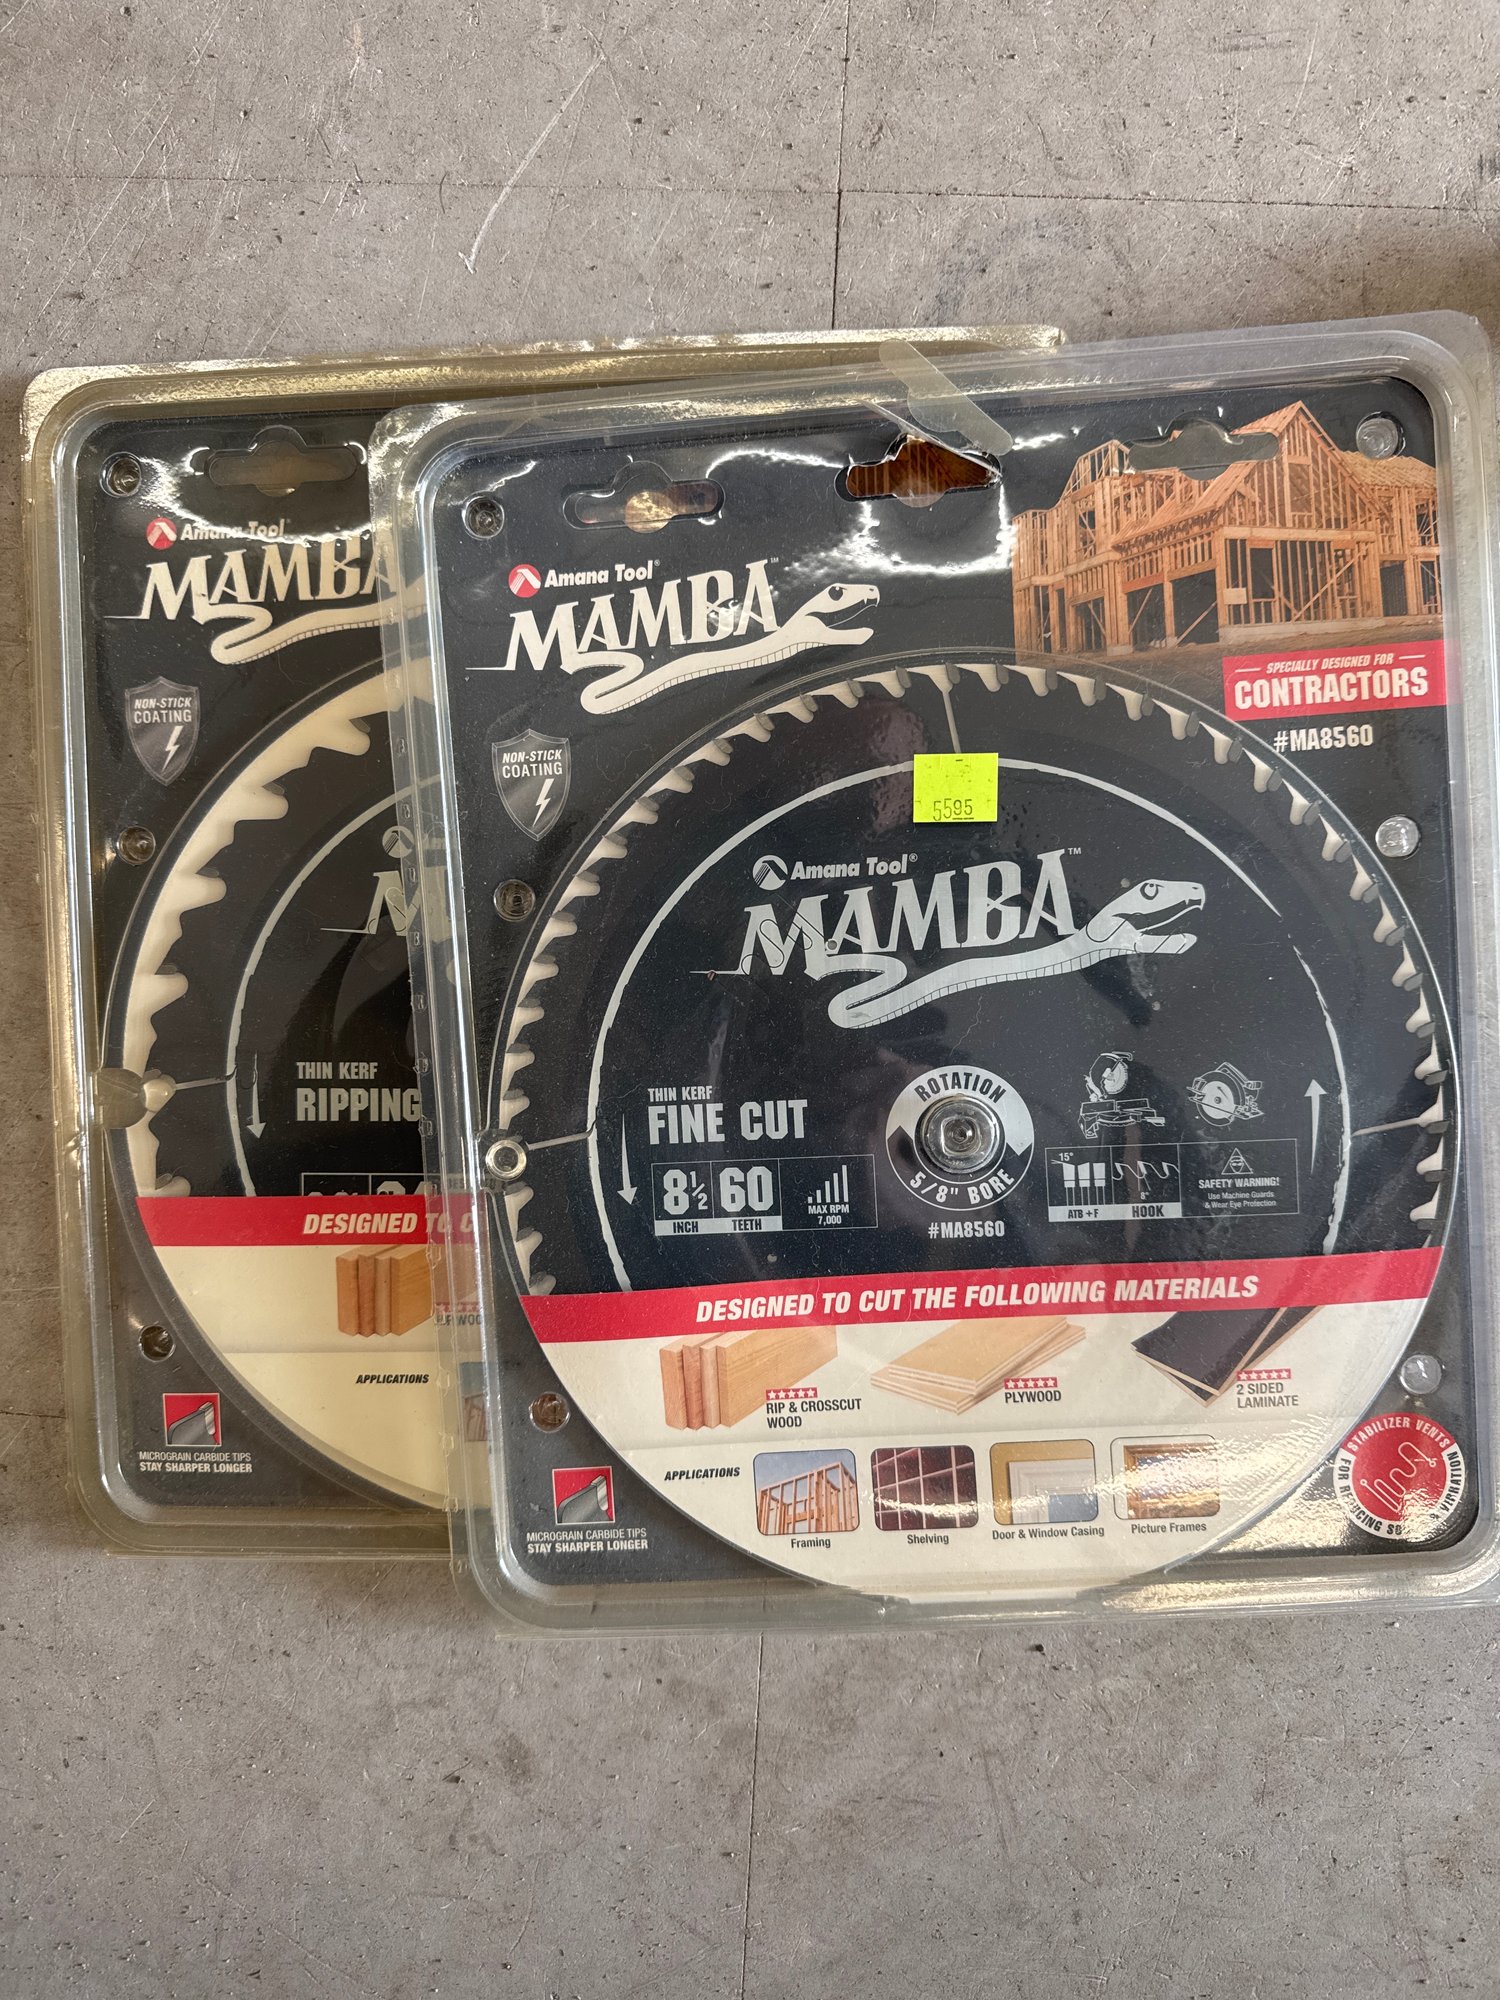 Amana Tool
MAMBA
NON-STICK
COATING
THIN KERF
RIPPING
DESIGNED
APPLICATIONS
MICROGRAIN CARBIDE TIPS
STAY SHARPER LONGER
Amana Tool®
MAMBA™
NON-STICK
COATING
SPECIALLY DESIGNED FOR
CONTRACTORS
#MA8560
5595
Amana Tool®
MAMBA™
THIN KERF
FINE CUT
8 1/2
INCH
60
TEETH
MAX RPM
7,000
ROTATION
5/8" BORE
#MA8560
15°
ATB + F
8°
HOOK
SAFETY WARNING!
Use Machine Guards
& Wear Eye Protection
DESIGNED TO CUT THE FOLLOWING MATERIALS
RIP & CROSSCUT
WOOD
PLYWOOD
2 SIDED
LAMINATE
APPLICATIONS
Framing
Shelving
Door & Window Casing
Picture Frames
MICROGRAIN CARBIDE TIPS
STAY SHARPER LONGER
STABILIZER VENTS
FOR
& VIBRATION